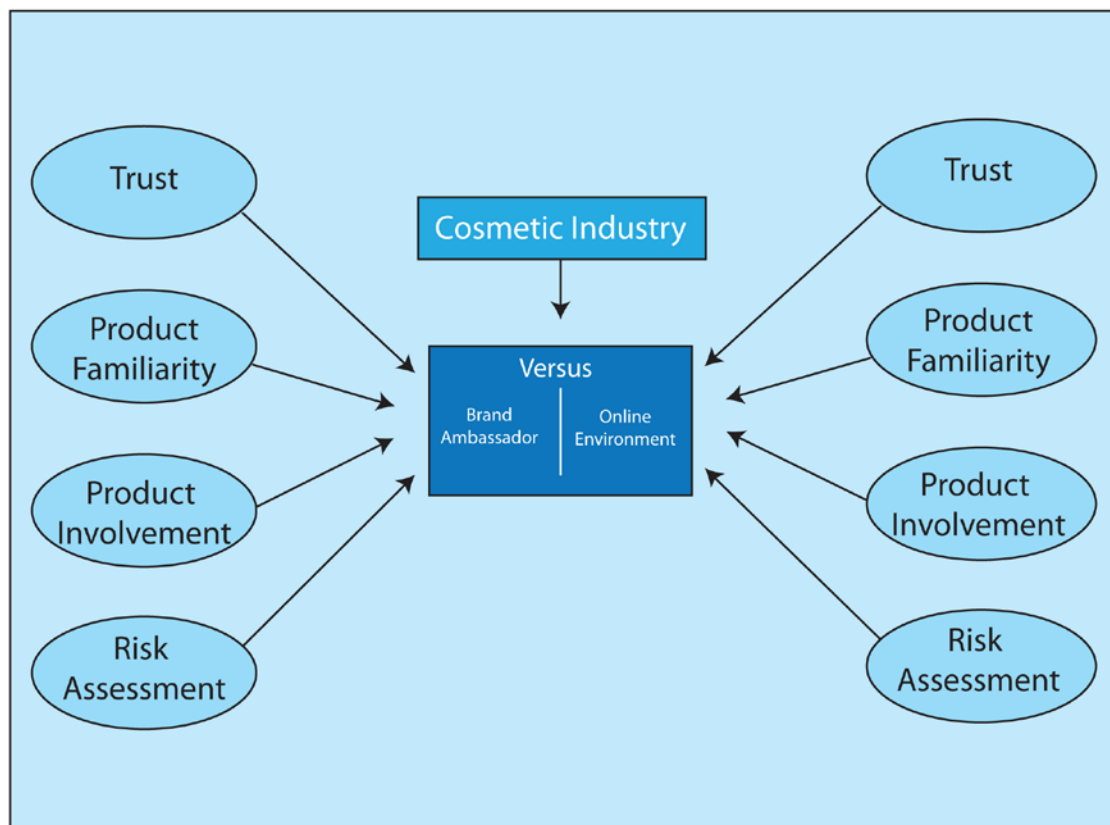 Trust
Product
Familiarity
Product
Involvement
Risk
Assessment
Cosmetic Industry
Versus
Brand
Ambassador
Online
Environment
Trust
Product
Familiarity
Product
Involvement
Risk
Assessment